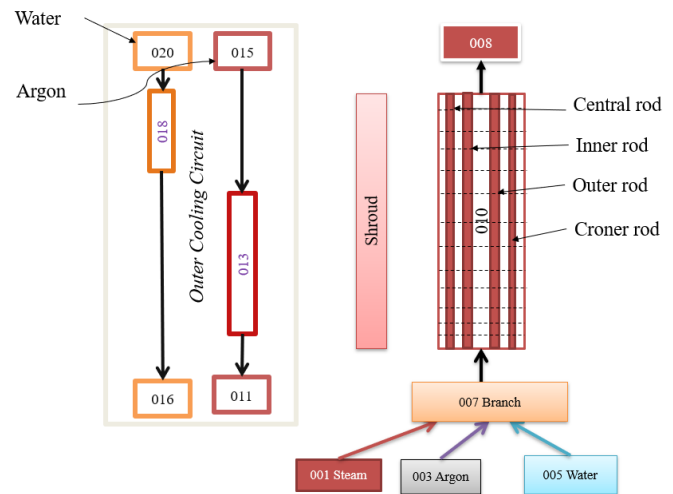 Water
Argon
020
015
018
Outer Cooling Circuit
013
016
011
Shroud
008
010
Central rod
Inner rod
Outer rod
Croner rod
007 Branch
001 Steam
003 Argon
005 Water